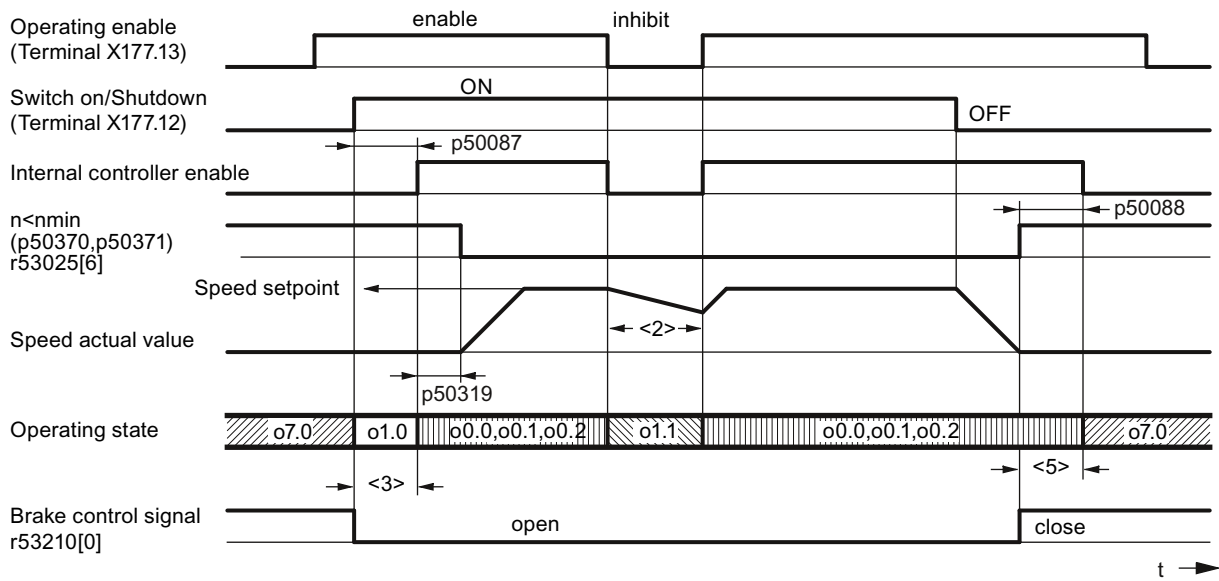 Operating enable
(Terminal X177.13)
enable
inhibit
Switch on/Shutdown
(Terminal X177.12)
ON
OFF
p50087
Internal controller enable
p50088
n<nmin
(p50370,p50371)
r53025[6]
Speed setpoint
<2>
Speed actual value
p50319
Operating state
o7.0
o1.0
o0.0,o0.1,o0.2
o1.1
o0.0,o0.1,o0.2
o7.0
<3>
<5>
Brake control signal
r53210[0]
open
close
t